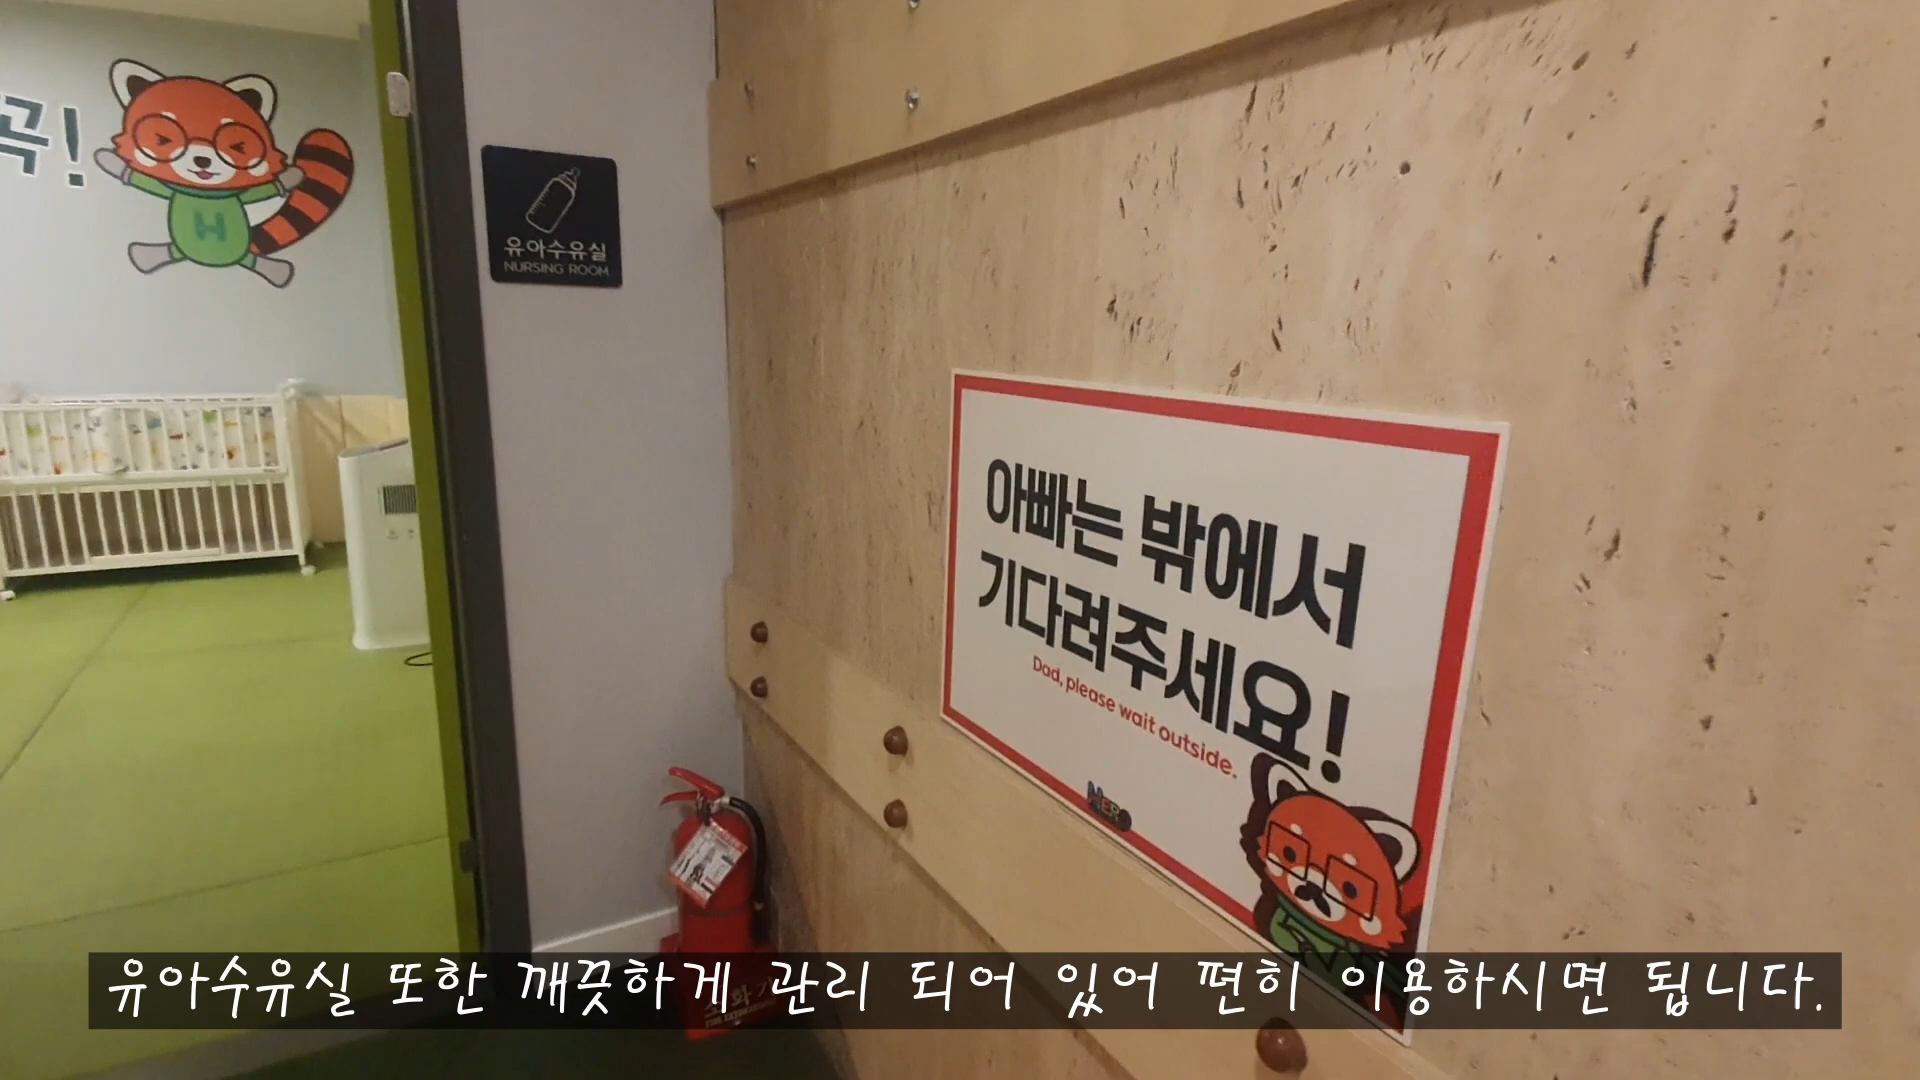 곡!
H
유아수유실
NURSING ROOM
아빠는 밖에서
기다려주세요!
Dad, please wait outside.
HERO
유아수유실 또한 깨끗하게 관리 되어 있어 편히 이용하시면 됩니다.